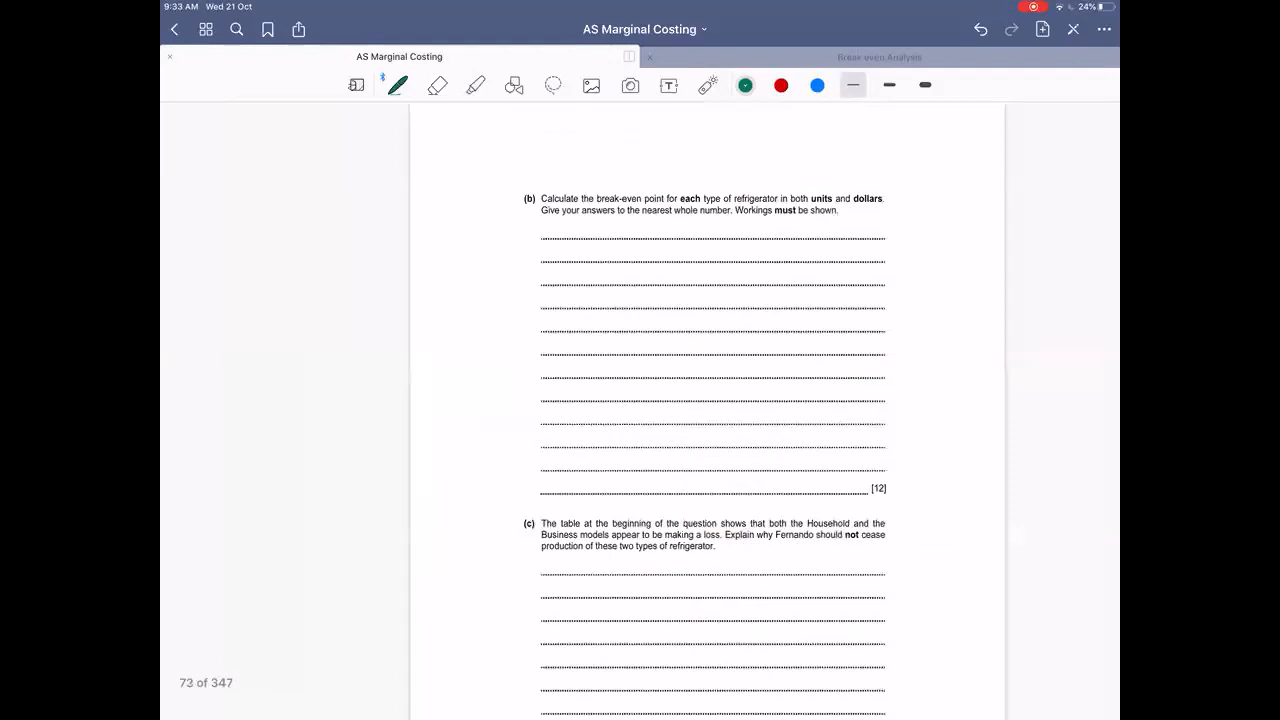 9:33 AM Wed 21 Oct
24%
AS Marginal Costing
AS Marginal Costing
Break even Analysis
T
(b) Calculate the break-even point for each type of refrigerator in both units and dollars.
Give your answers to the nearest whole number. Workings must be shown.
[12]
(c) The table at the beginning of the question shows that both the Household and the
Business models appear to be making a loss. Explain why Fernando should not cease
production of these two types of refrigerator.
73 of 347